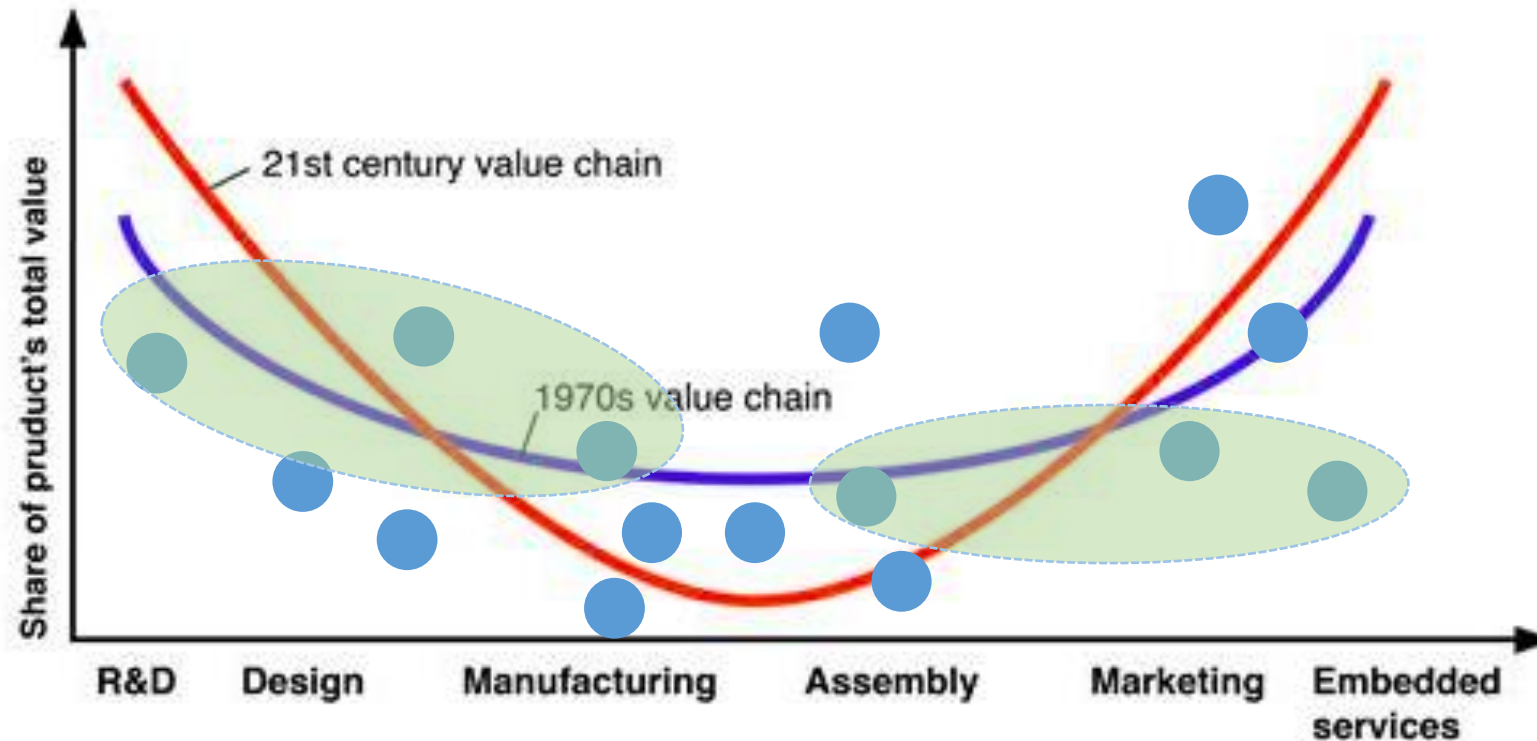 Share of pruduct's total value
21st century value chain
1970s value chain
R&D
Design
Manufacturing
Assembly
Marketing
Embedded
services